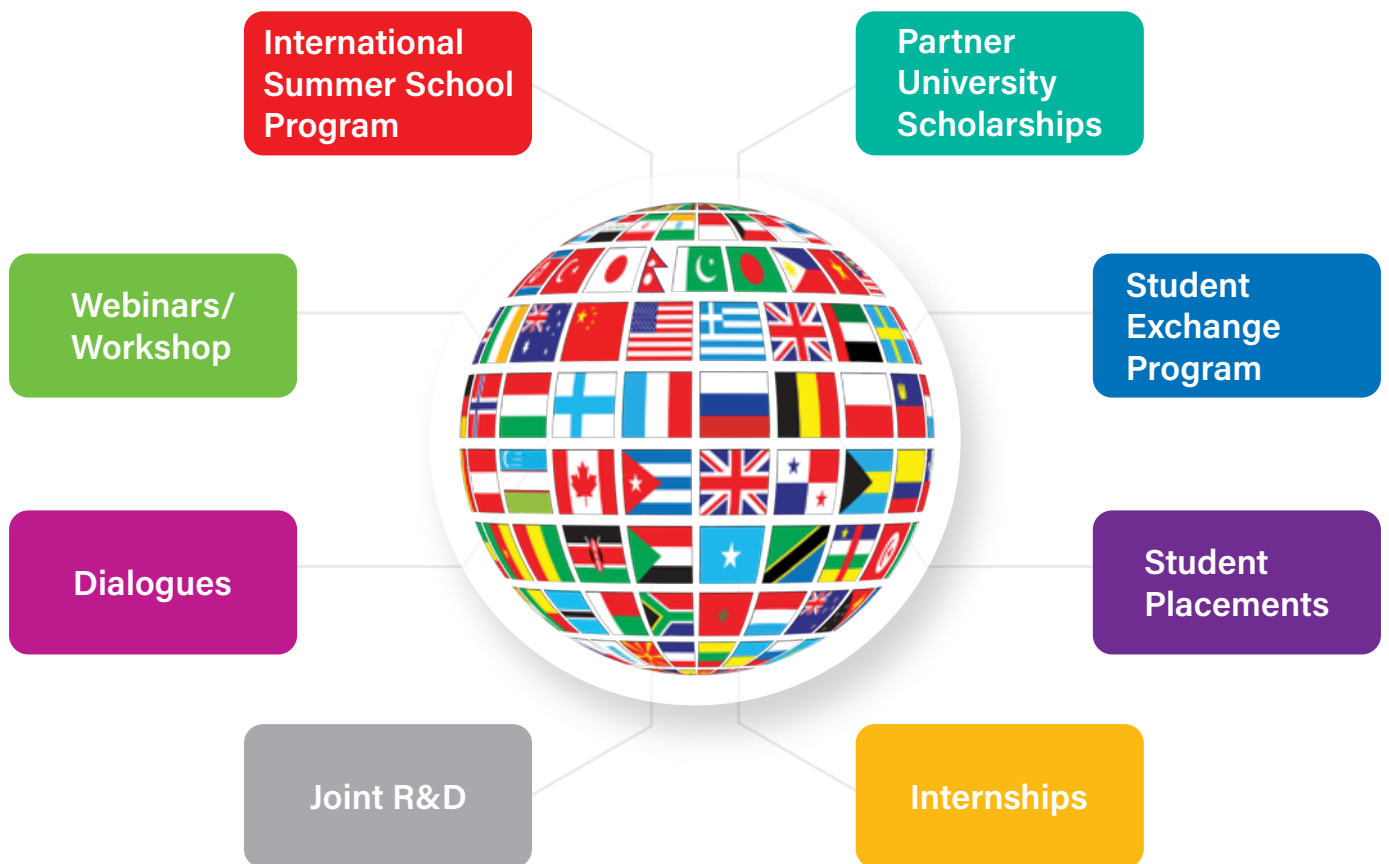 International
Summer School
Program
Partner
University
Scholarships
Webinars/
Workshop
Student
Exchange
Program
Dialogues
Student
Placements
Joint R&D
Internships